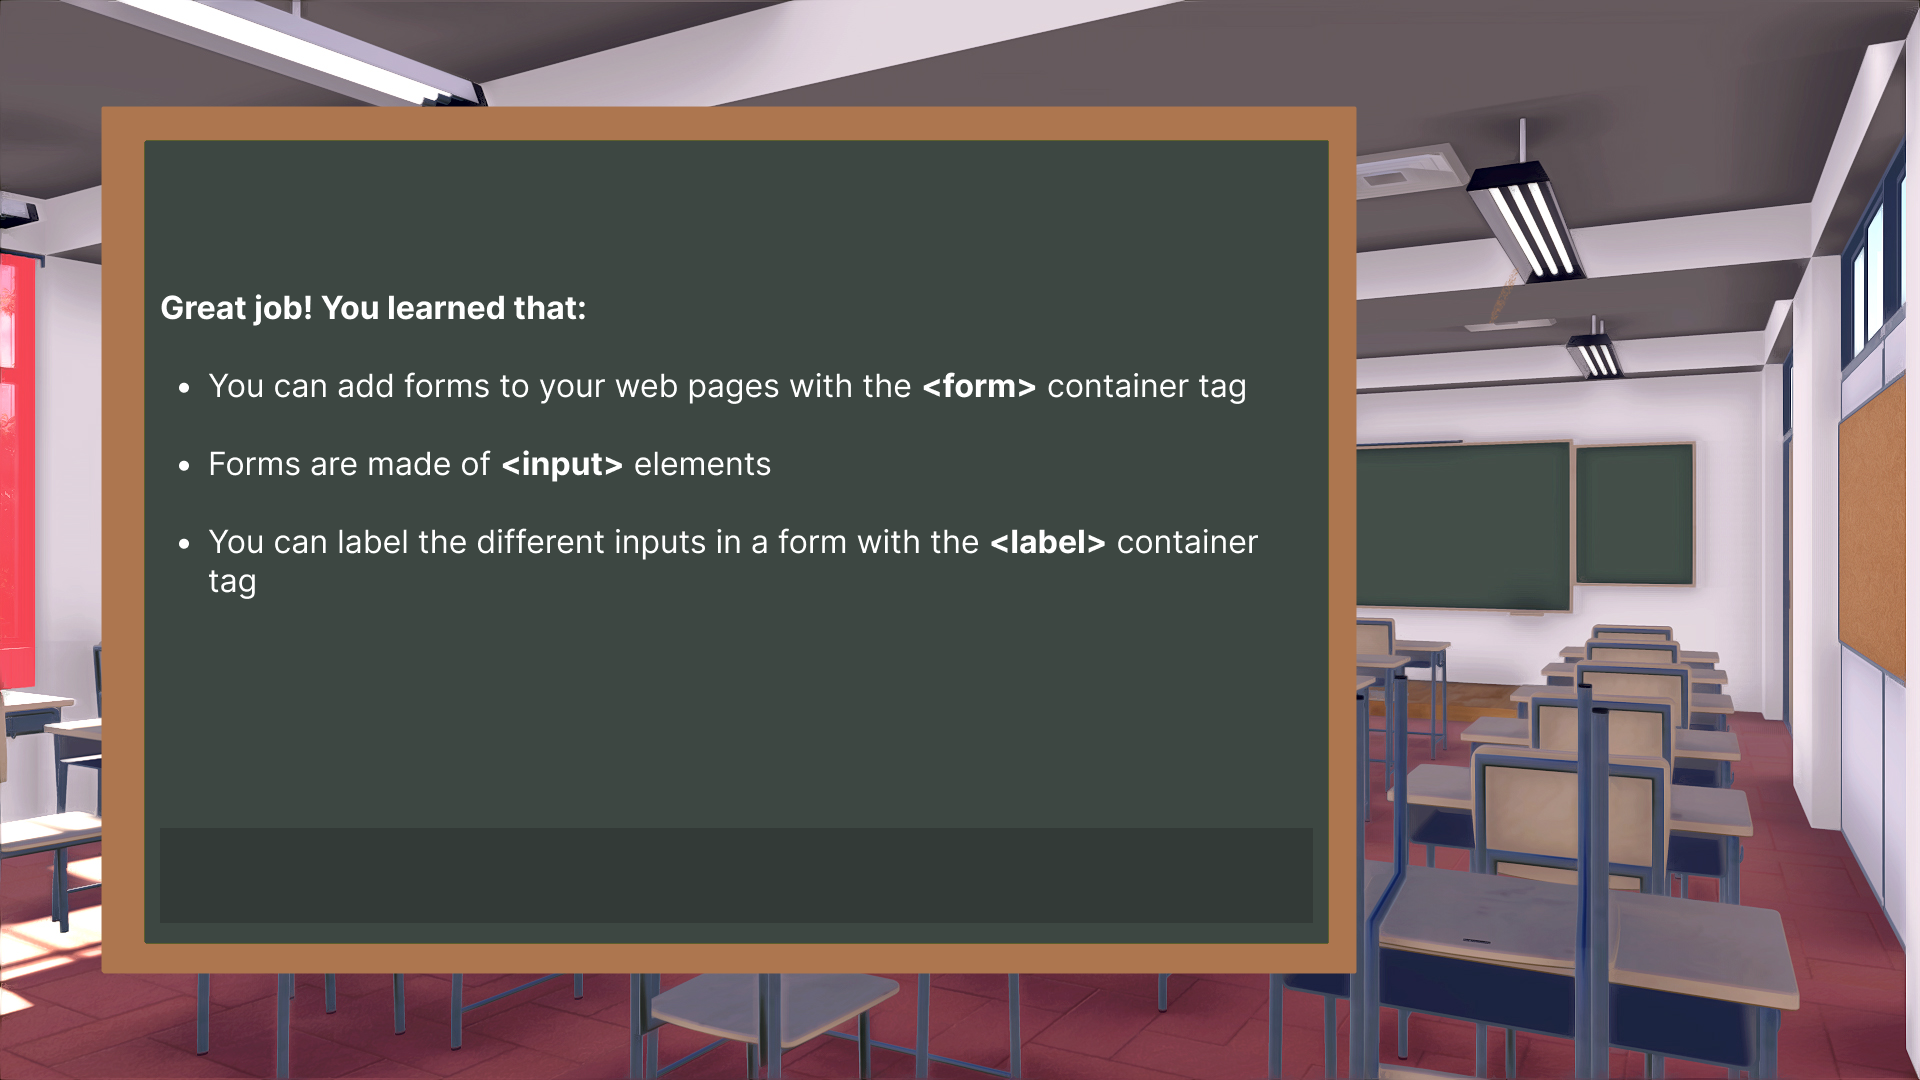 Great job! You learned that:
• You can add forms to your web pages with the <form> container tag
• Forms are made of <input> elements
• You can label the different inputs in a form with the <label> container
tag